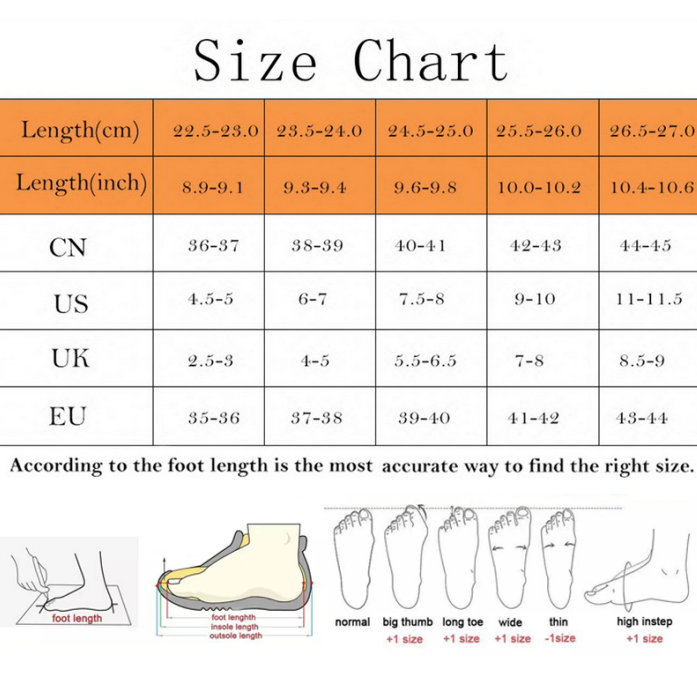 Size Chart
Length(cm) 22.5-23.0 23.5-24.0 24.5-25.0 25.5-26.0 26.5-27.0
Length(inch) 8.9-9.1 9.3-9.4 9.6-9.8 10.0-10.2 10.4-10.6
CN 36-37 38-39 40-41 42-43 44-45
US 4.5-5 6-7 7.5-8 9-10 11-11.5
UK 2.5-3 4-5 5.5-6.5 7-8 8.5-9
EU 35-36 37-38 39-40 41-42 43-44
According to the foot length is the most accurate way to find the right size.
foot length
foot lenghth
insole length
outsole length
normal big thumb long toe wide thin high instep
+1 size +1 size +1 size -1size +1 size